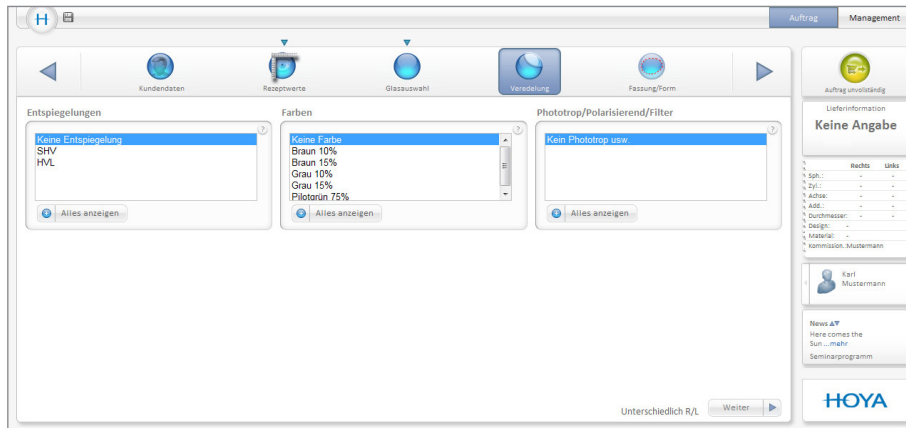 H
Auftrag Management
Kundendaten
Rezeptwerte
Glasauswahl
Veredelung
Fassung/Form
Auftrag unvollständig
Entspiegelungen
?
Keine Entspiegelung
SHV
HVL
i Alles anzeigen
Farben
?
Keine Farbe
Braun 10%
Braun 15%
Grau 10%
Grau 15%
Pilotgrün 75%
i Alles anzeigen
Phototrop/Polarisierend/Filter
?
Kein Phototrop usw
i Alles anzeigen
Unterschiedlich R/L Weiter
Lieferinformation
Keine Angabe
Rechts Links
Sph.: - -
Zyl.: - -
Achse: - -
Add.: - -
Durchmesser: - -
Design: -
Material: -
Kommission.:Mustermann
Karl
Mustermann
News
Here comes the
Sun ...mehr
Seminarprogramm
HOYA